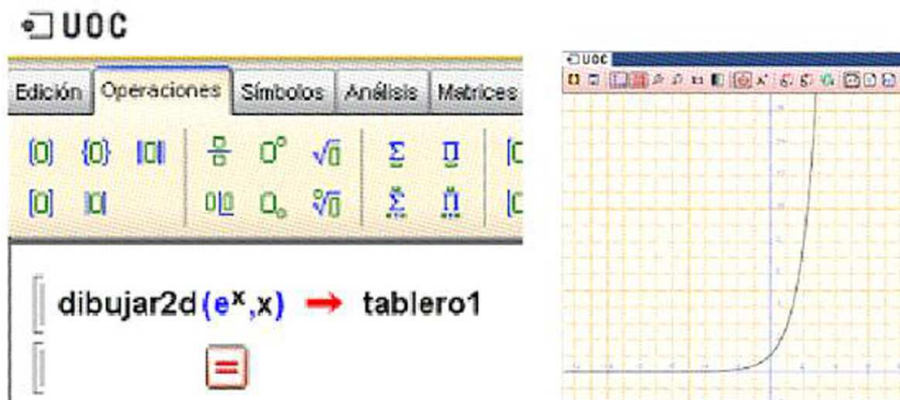 UOC
UOC
Edición Operaciones Símbolos Análisis Matrices
dibujar2d(eˣ,x) → tablero1
=